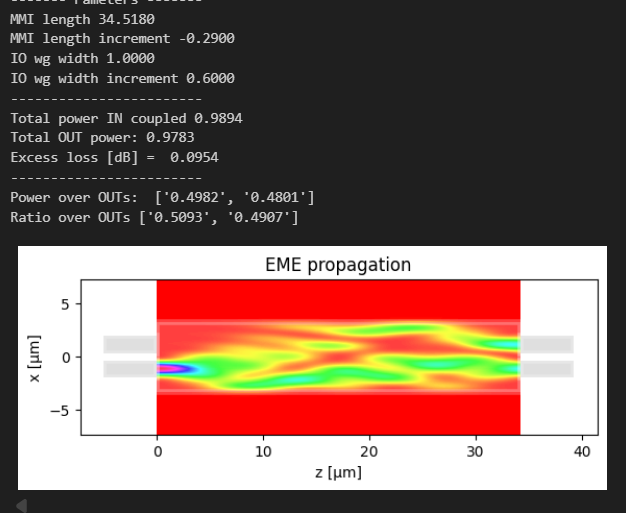 MMI length 34.5180
MMI length increment -0.2900
IO wg width 1.0000
IO wg width increment 0.6000
------------------------
Total power IN coupled 0.9894
Total OUT power: 0.9783
Excess loss [dB] =  0.0954
------------------------
Power over OUTs:  ['0.4982', '0.4801']
Ratio over OUTs ['0.5093', '0.4907']
EME propagation
5
0
−5
x [μm]
0 10 20 30 40
z [μm]